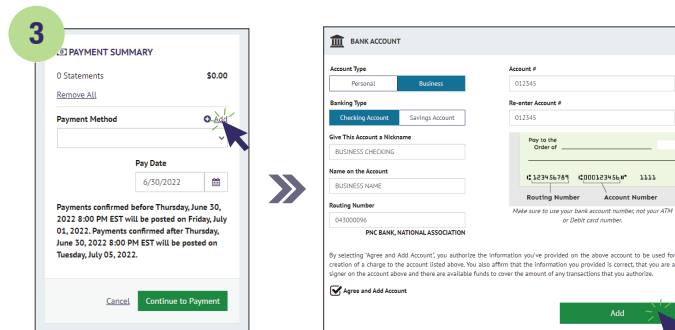 3
PAYMENT SUMMARY
0 Statements $0.00
Remove All
Payment Method Add
Pay Date
6/30/2022
Payments confirmed before Thursday, June 30,
2022 8:00 PM EST will be posted on Friday, July
01, 2022. Payments confirmed after Thursday,
June 30, 2022 8:00 PM EST will be posted on
Tuesday, July 05, 2022.
Cancel Continue to Payment
BANK ACCOUNT
Account Type
Personal Business
Banking Type
Checking Account Savings Account
Give This Account a Nickname
BUSINESS CHECKING
Name on the Account
BUSINESS NAME
Routing Number
043000096
PNC BANK, NATIONAL ASSOCIATION
Account #
012345
Re-enter Account #
012345
Pay to the
Order of
⑆123456789 ⑆000123456⑈ 1111
Routing Number Account Number
Make sure to use your bank account number, not your ATM
or Debit card number.
By selecting "Agree and Add Account", you authorize the information you've provided on the above account to be used for
creation of a charge to the account listed above. You also affirm that the information you provided is correct, that you are a
signer on the account above and there are available funds to cover the amount of any transactions that you authorize.
Agree and Add Account
Add